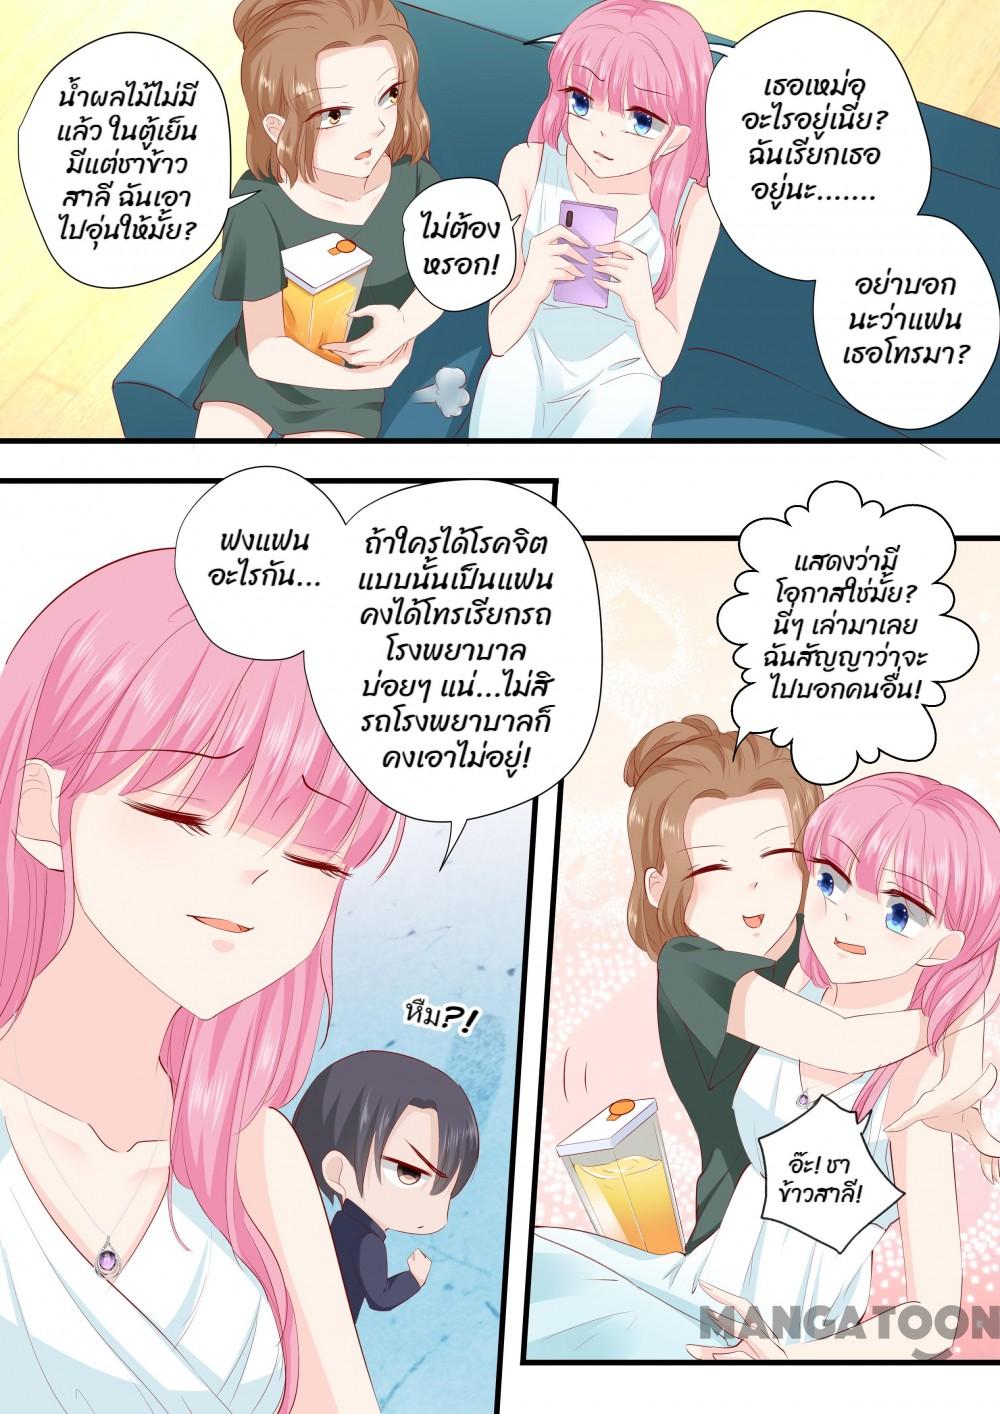 น้ำผลไม้ไม่มี
แล้ว ในตู้เย็น
มีแต่ชาข้าว
สาลี ฉันเอา
ไปอุ่นให้มั้ย?
ไม่ต้อง
หรอก!
เธอเหม่อ
อะไรอยู่เนี่ย?
ฉันเรียกเธอ
อยู่นะ.......
อย่าบอก
นะว่าแฟน
เธอโทรมา?
ฟงแฟน
อะไรกัน...
ถ้าใครได้โรคจิต
แบบนั้นเป็นแฟน
คงได้โทรเรียกรถ
โรงพยาบาล
บ่อยๆ แน่...ไม่สิ
รถโรงพยาบาลก็
คงเอาไม่อยู่!
หืม?!
แสดงว่ามี
โอกาสใช่มั้ย?
นี่ๆ เล่ามาเลย
ฉันสัญญาว่าจะ
ไปบอกคนอื่น!
อ๊ะ! ชา
ข้าวสาลี!
MANGATOON